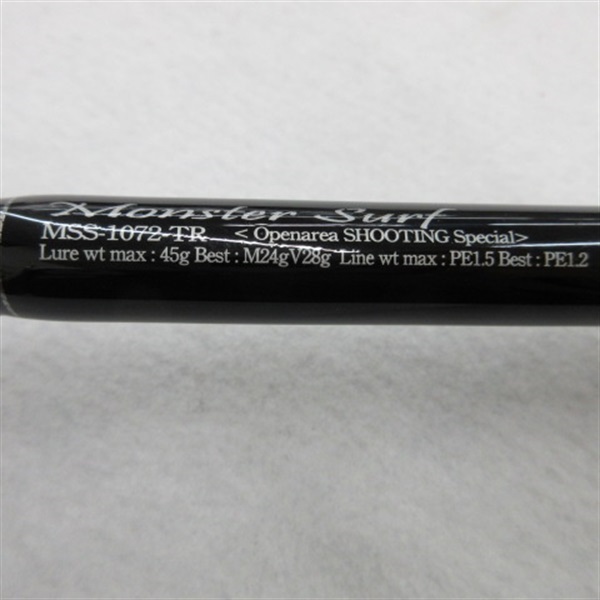 Monster Surf
MSS-1072-TR < Openarea SHOOTING Special>
Lure wt max : 45g Best : M24gV28g Line wt max : PE1.5 Best : PE1.2